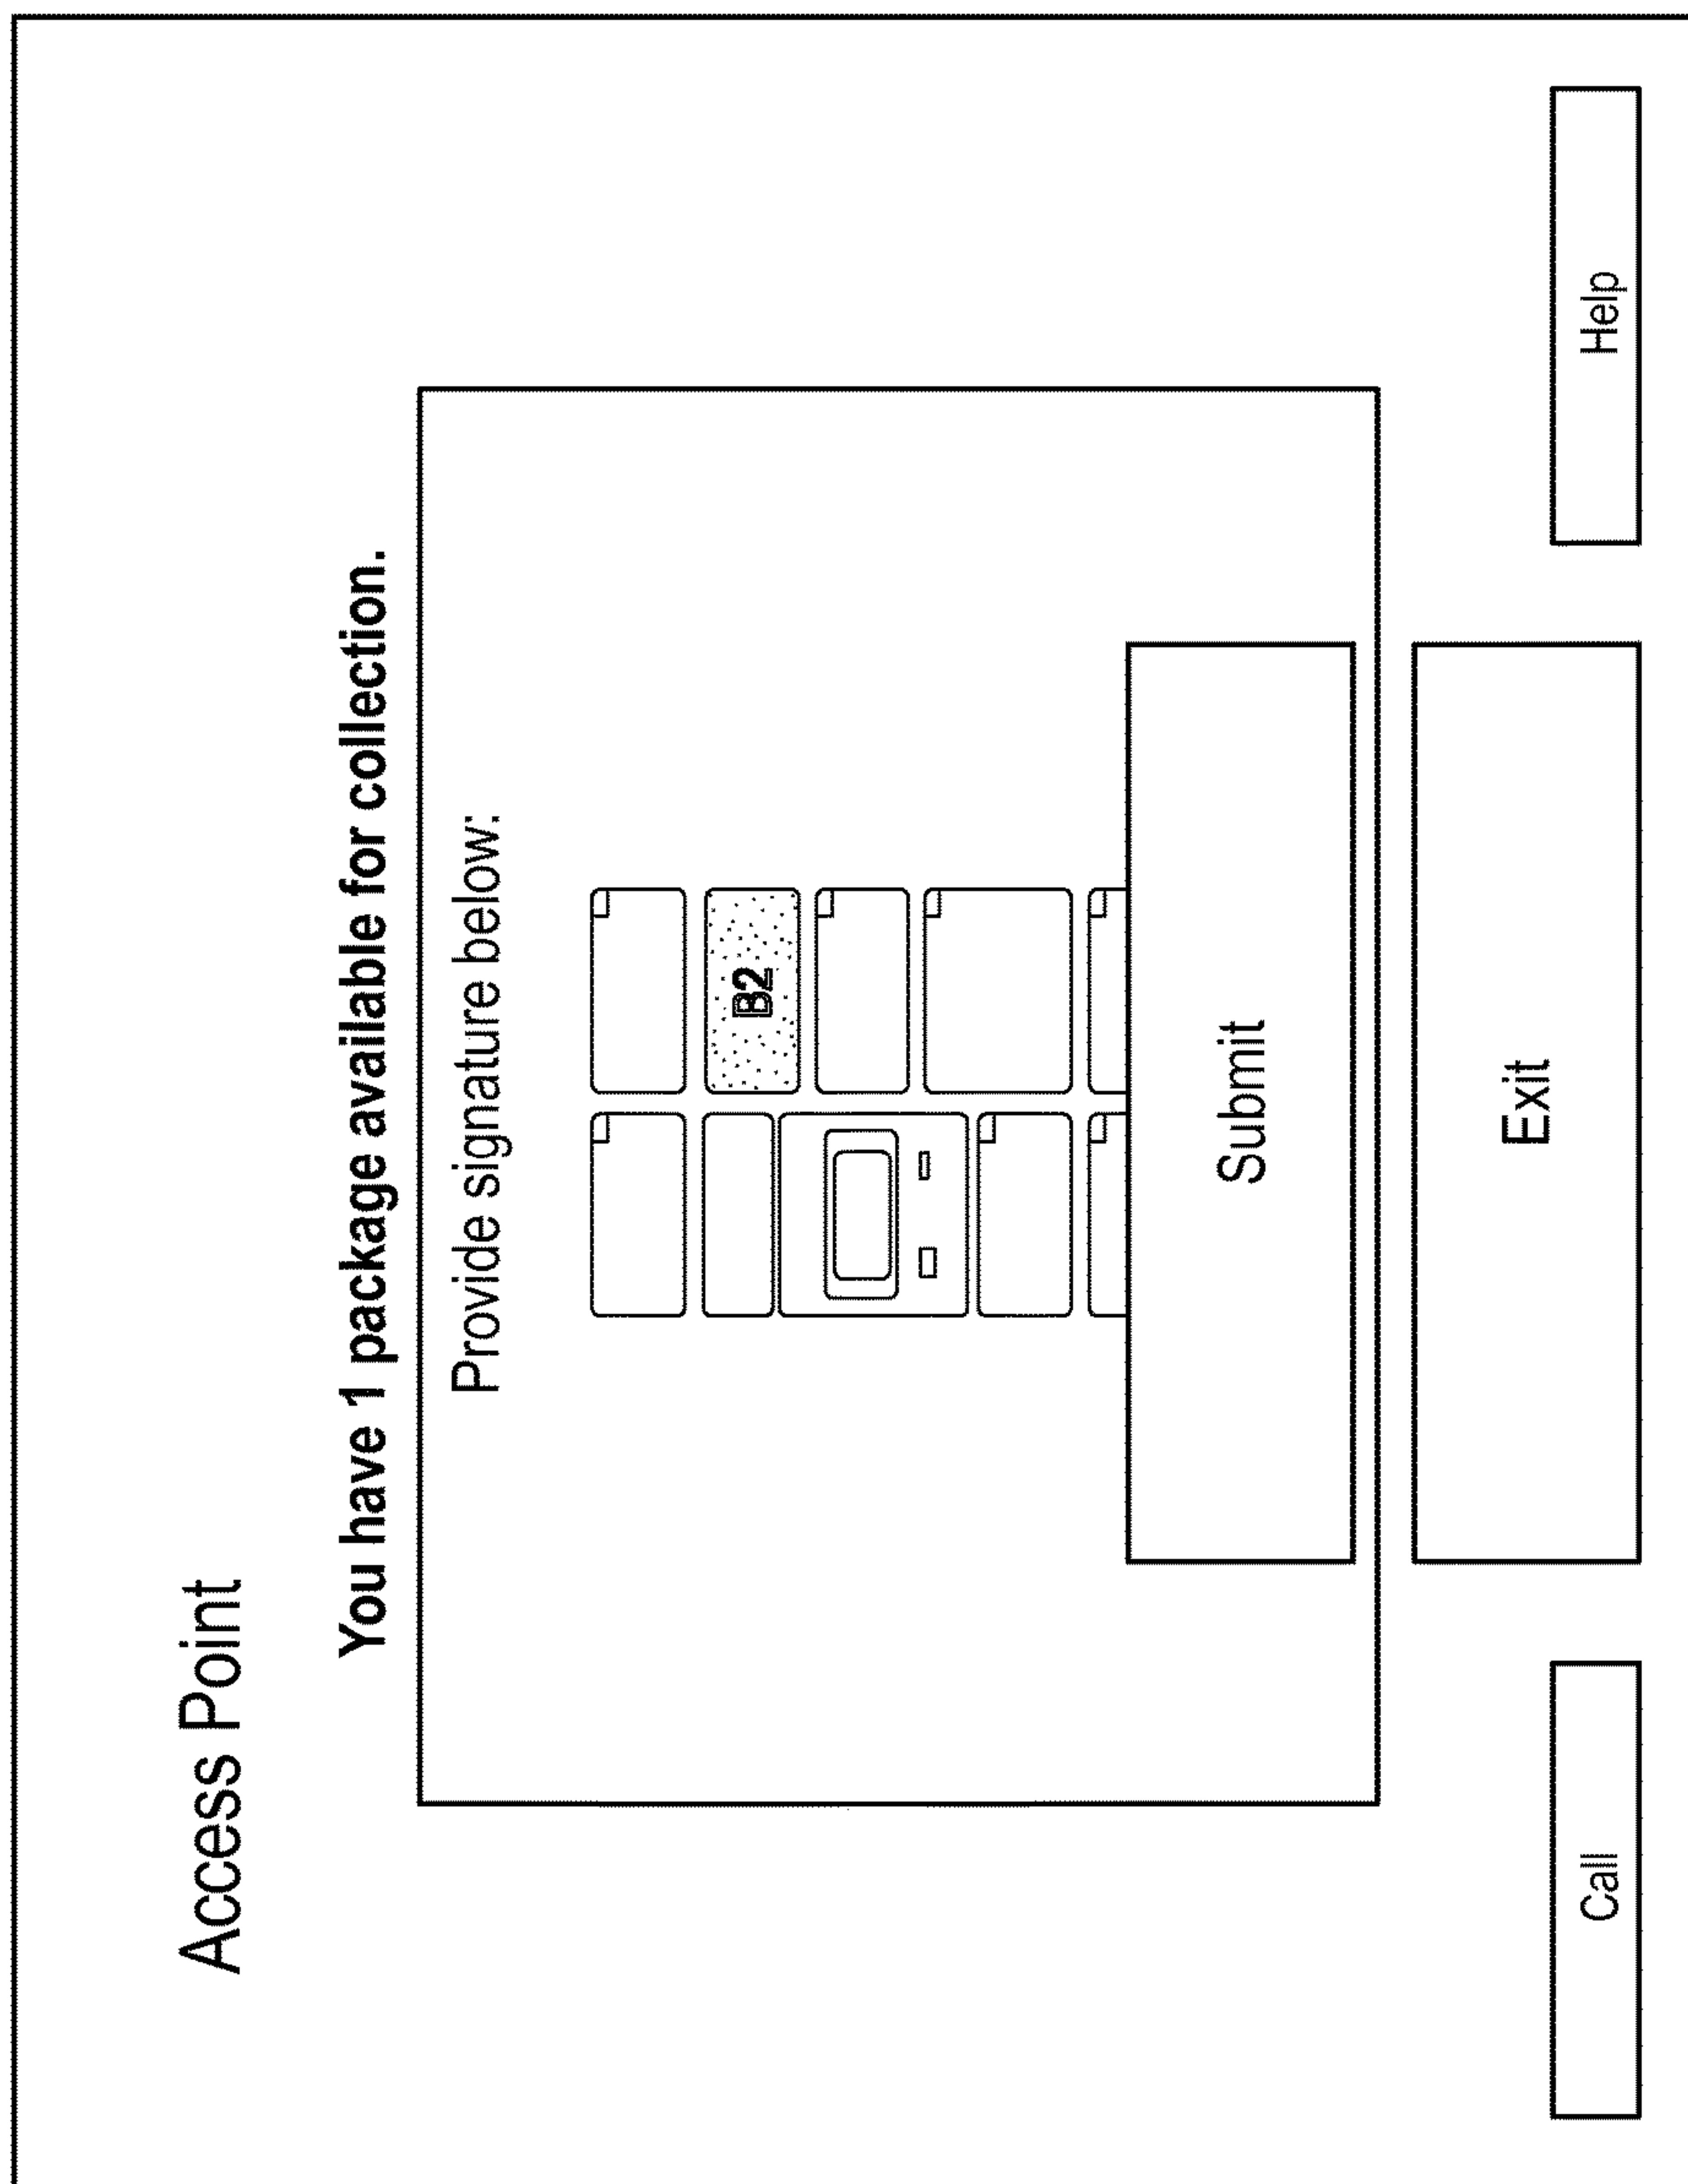 Access Point
You have 1 package available for collection.
Provide signature below:
B2
Submit
Exit
Call
Help